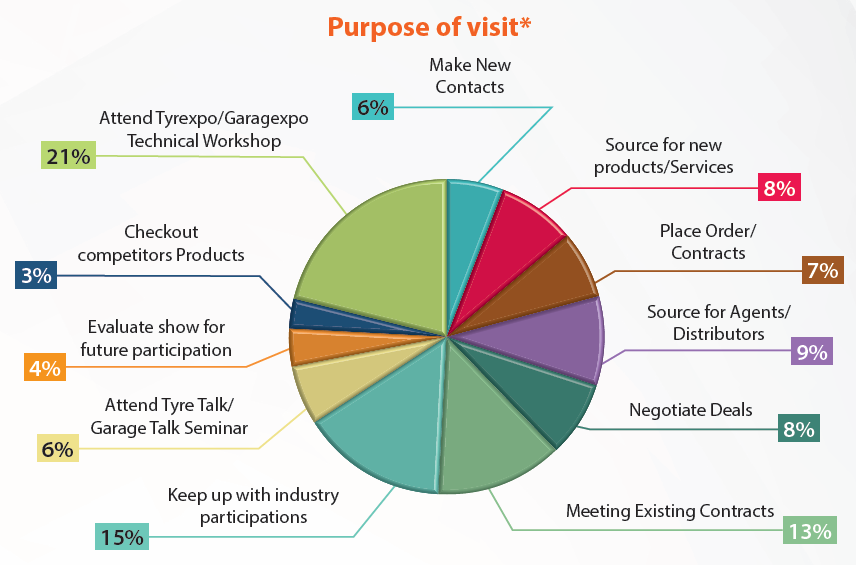 Purpose of visit*
Make New
Contacts
6%
Source for new
products/Services
8%
Place Order/
Contracts
7%
Source for Agents/
Distributors
9%
Negotiate Deals
8%
Meeting Existing Contracts
13%
Keep up with industry
participations
15%
Attend Tyre Talk/
Garage Talk Seminar
6%
Evaluate show for
future participation
4%
Checkout
competitors Products
3%
Attend Tyrexpo/Garagexpo
Technical Workshop
21%